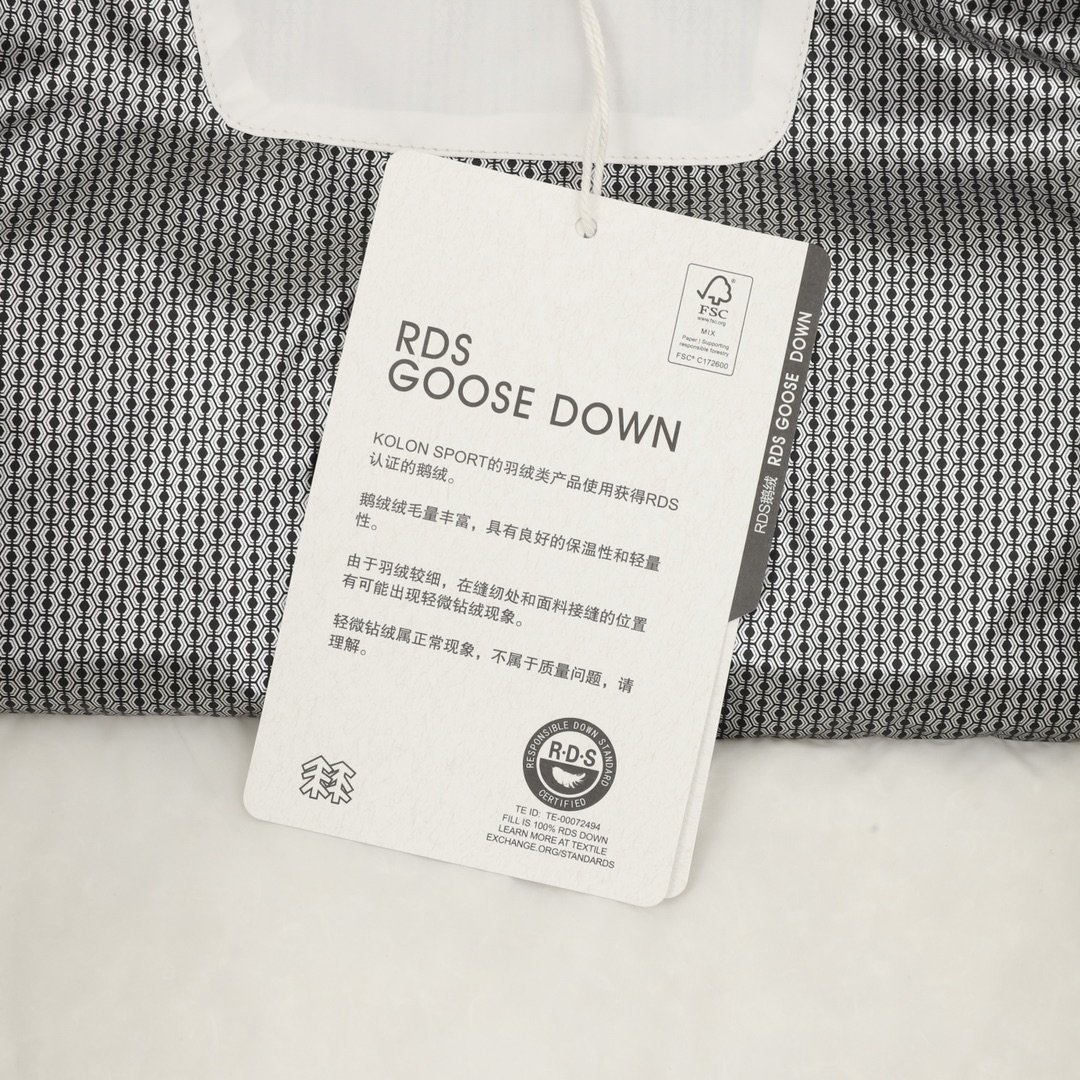 RDS
GOOSE DOWN
KOLON SPORT的羽绒类产品使用获得RDS
认证的鹅绒。
鹅绒绒毛量丰富，具有良好的保温性和轻量
性。
由于羽绒较细，在缝纫处和面料接缝的位置
有可能出现轻微钻绒现象。
轻微钻绒属正常现象，不属于质量问题，请
理解。
FSC®
www.fsc.org
MIX
Paper | Supporting
responsible forestry
FSC® C172600
RDS鹅绒 RDS GOOSE DOWN
RESPONSIBLE DOWN STANDARD
R·D·S
CERTIFIED
TE ID: TE-00072494
FILL IS 100% RDS DOWN
LEARN MORE AT TEXTILE
EXCHANGE.ORG/STANDARDS